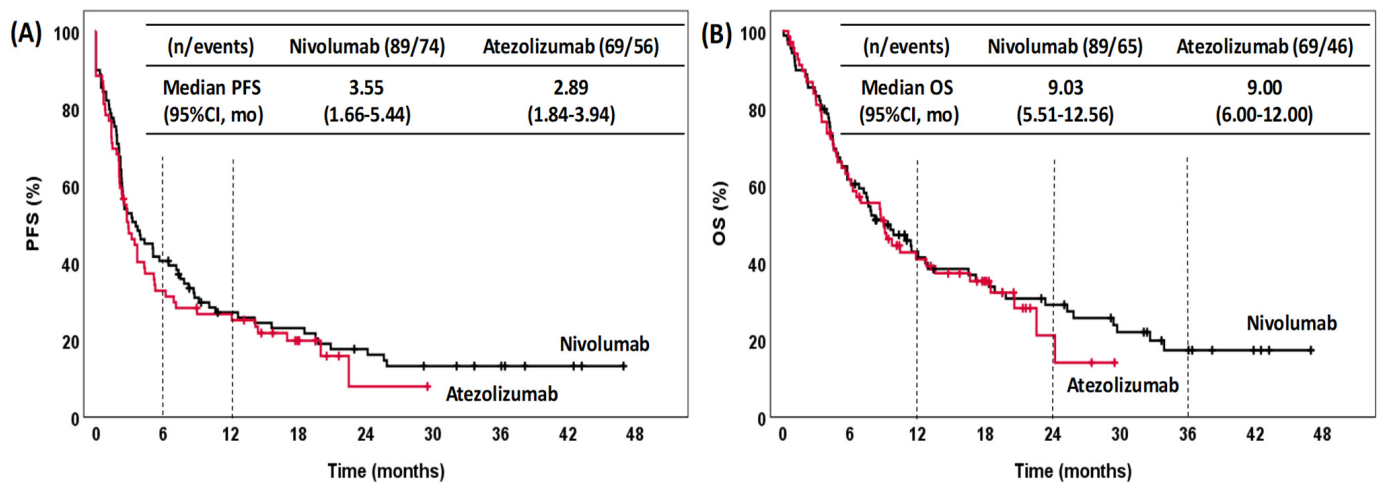 (A)
(n/events) Nivolumab (89/74) Atezolizumab (69/56)
Median PFS 3.55 2.89
(95%CI, mo) (1.66-5.44) (1.84-3.94)
PFS (%)
100
80
60
40
20
0
Nivolumab
Atezolizumab
0 6 12 18 24 30 36 42 48
Time (months)
(B)
(n/events) Nivolumab (89/65) Atezolizumab (69/46)
Median OS 9.03 9.00
(95%CI, mo) (5.51-12.56) (6.00-12.00)
OS (%)
100
80
60
40
20
0
Nivolumab
Atezolizumab
0 6 12 18 24 30 36 42 48
Time (months)